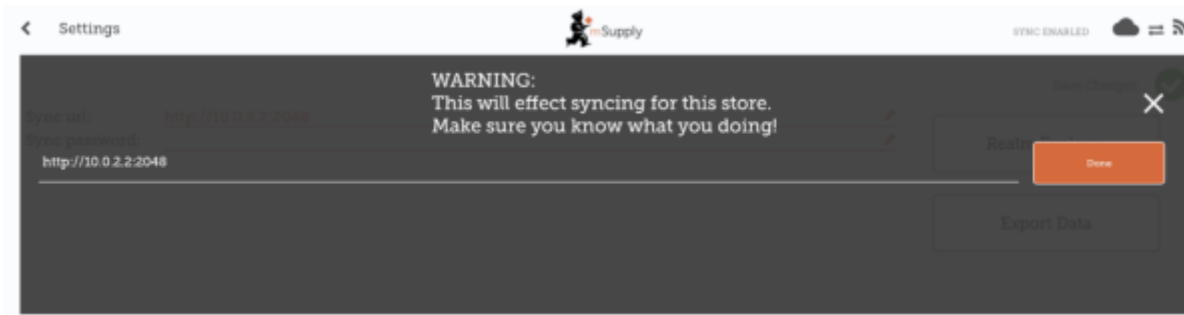 Settings
mSupply
SYNC ENABLED
WARNING:
This will effect syncing for this store.
Make sure you know what you doing!
Save Changes
Sync url: http://10.0.2.2:2048
Sync password:
http://10.0.2.2:2048
Done
Export Data